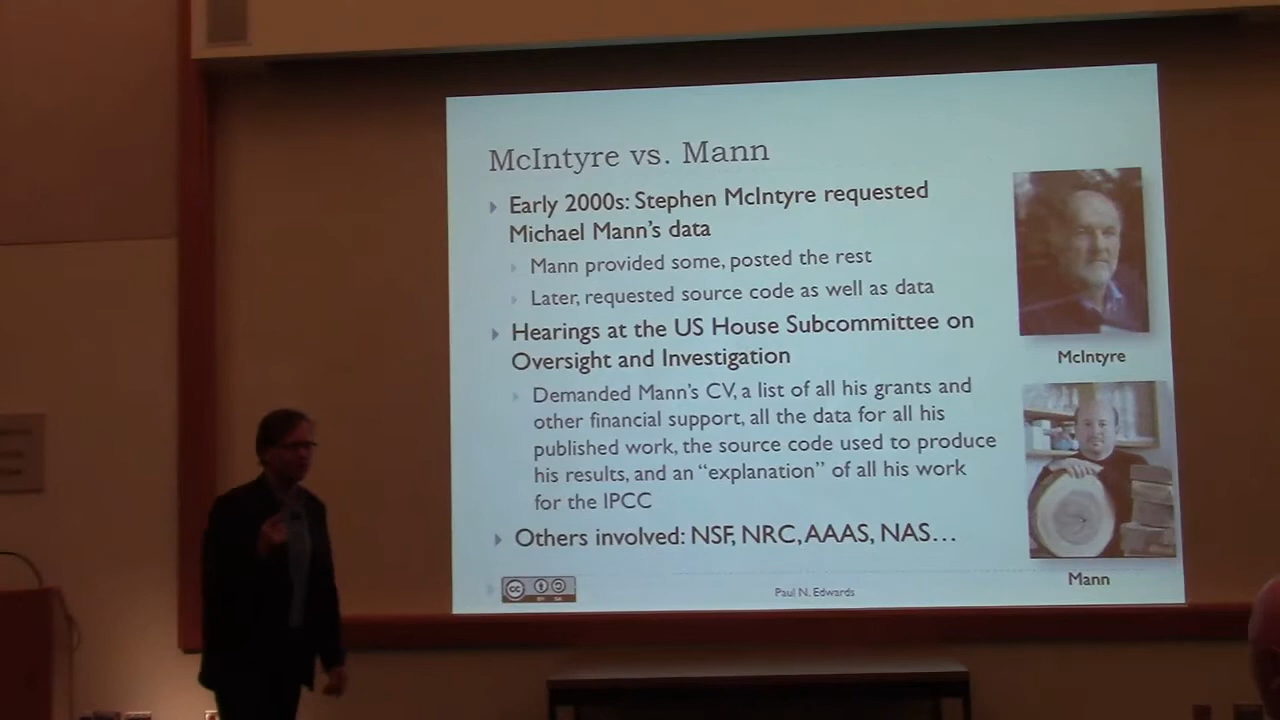 McIntyre vs. Mann
Early 2000s: Stephen McIntyre requested
Michael Mann's data
Mann provided some, posted the rest
Later, requested source code as well as data
Hearings at the US House Subcommittee on
Oversight and Investigation
Demanded Mann's CV, a list of all his grants and
other financial support, all the data for all his
published work, the source code used to produce
his results, and an "explanation" of all his work
for the IPCC
Others involved: NSF, NRC, AAAS, NAS...
McIntyre
Mann
cc
BY SA
Paul N. Edwards